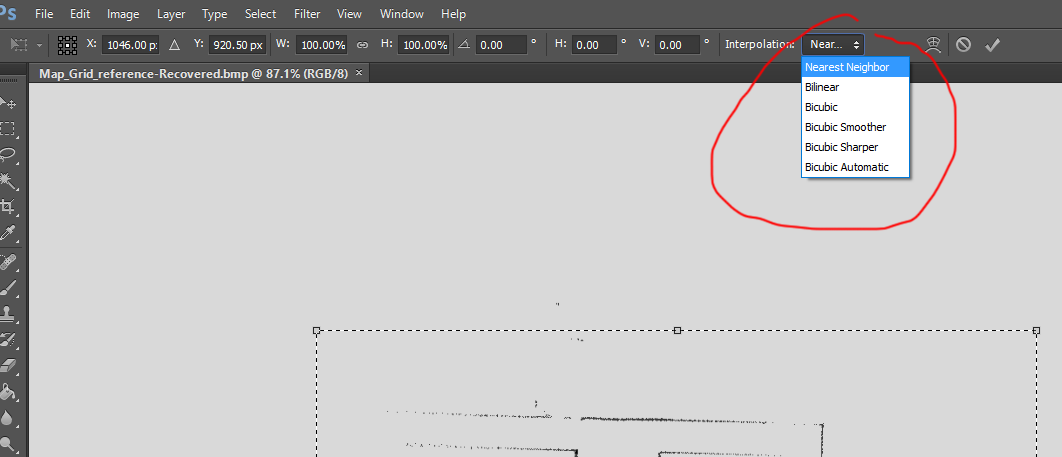 Ps File Edit Image Layer Type Select Filter View Window Help
X: 1046.00 p: Y: 920.50 px W: 100.00% H: 100.00% 0.00 ° H: 0.00 ° V: 0.00 ° Interpolation: Near...
Map_Grid_reference-Recovered.bmp @ 87.1% (RGB/8) ×
Nearest Neighbor
Bilinear
Bicubic
Bicubic Smoother
Bicubic Sharper
Bicubic Automatic